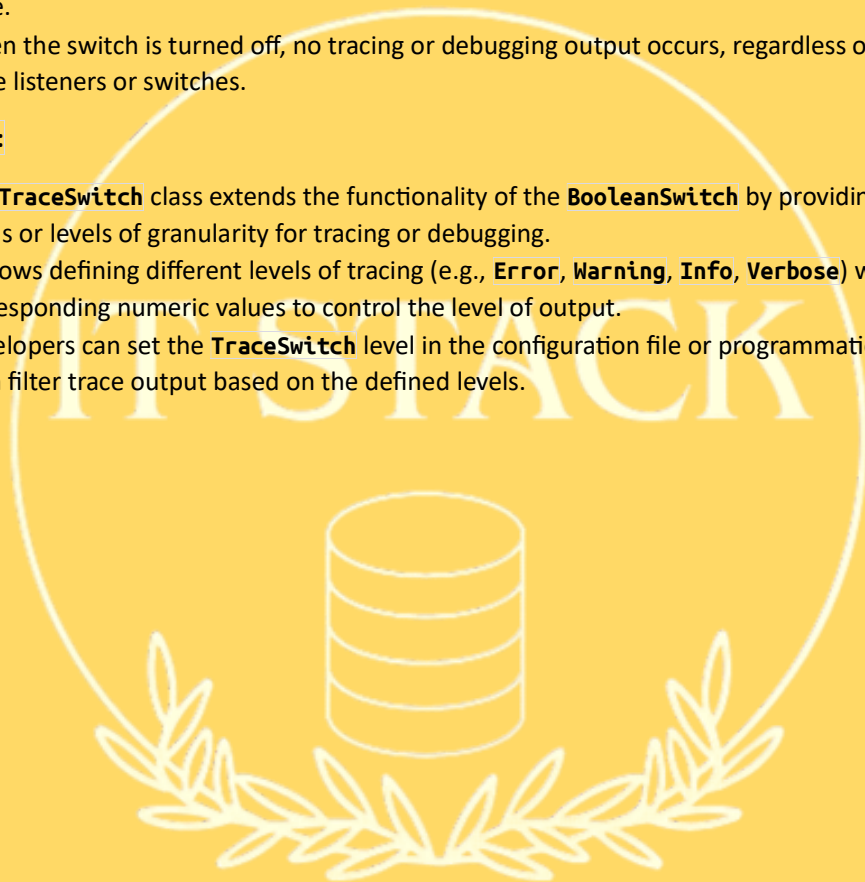 e.
en the switch is turned off, no tracing or debugging output occurs, regardless o
e listeners or switches.
:
TraceSwitch class extends the functionality of the BooleanSwitch by providin
s or levels of granularity for tracing or debugging.
ows defining different levels of tracing (e.g., Error, Warning, Info, Verbose) w
esponding numeric values to control the level of output.
elopers can set the TraceSwitch level in the configuration file or programmati
filter trace output based on the defined levels.
IT STACK